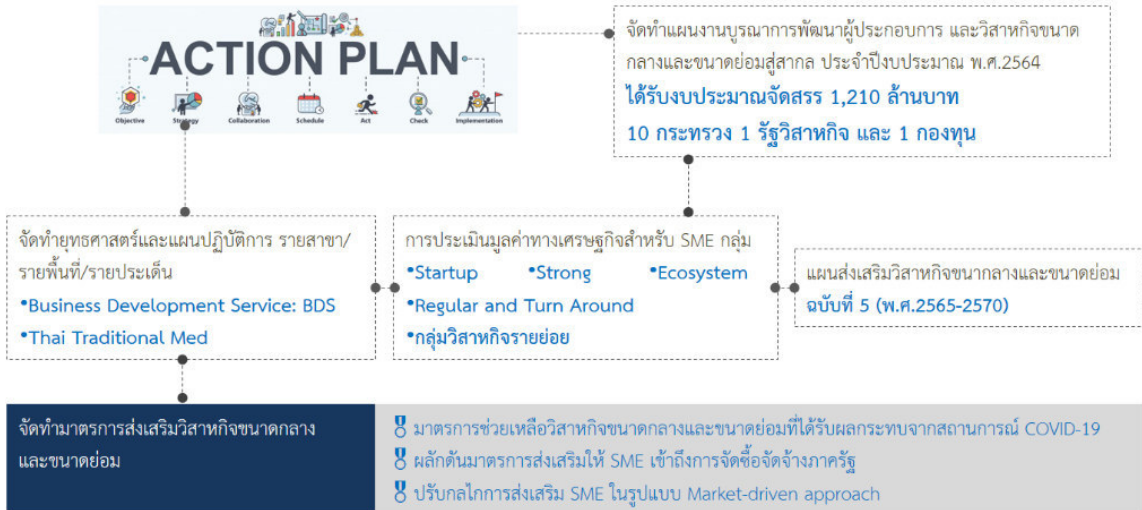 ACTION PLAN
Objective
Strategy
Collaboration
Schedule
Act
Check
Implementation
จัดทำแผนงานบูรณาการพัฒนาผู้ประกอบการ และวิสาหกิจขนาด
กลางและขนาดย่อมสู่สากล ประจำปีงบประมาณ พ.ศ.2564
ได้รับงบประมาณจัดสรร 1,210 ล้านบาท
10 กระทรวง 1 รัฐวิสาหกิจ และ 1 กองทุน
จัดทำยุทธศาสตร์และแผนปฏิบัติการ รายสาขา/
รายพื้นที่/รายประเด็น
•Business Development Service: BDS
•Thai Traditional Med
การประเมินมูลค่าทางเศรษฐกิจสำหรับ SME กลุ่ม
•Startup •Strong •Ecosystem
•Regular and Turn Around
•กลุ่มวิสาหกิจรายย่อย
แผนส่งเสริมวิสาหกิจขนากลางและขนาดย่อม
ฉบับที่ 5 (พ.ศ.2565-2570)
จัดทำมาตรการส่งเสริมวิสาหกิจขนาดกลาง
และขนาดย่อม
มาตรการช่วยเหลือวิสาหกิจขนาดกลางและขนาดย่อมที่ได้รับผลกระทบจากสถานการณ์ COVID-19
ผลักดันมาตรการส่งเสริมให้ SME เข้าถึงการจัดซื้อจัดจ้างภาครัฐ
ปรับกลไกการส่งเสริม SME ในรูปแบบ Market-driven approach